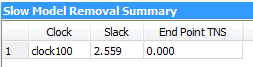 Slow Model Removal Summary
Clock Slack End Point TNS
1 clock100 2.559 0.000